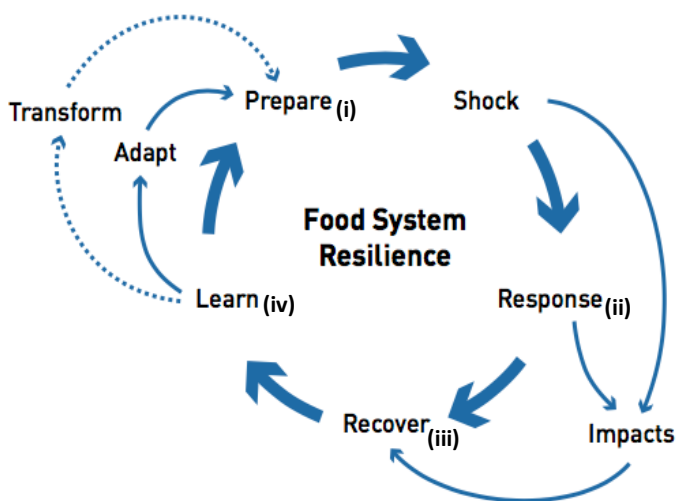 Prepare (i)
Shock
Transform
Adapt
Food System
Resilience
Learn (iv)
Response (ii)
Recover (iii)
Impacts